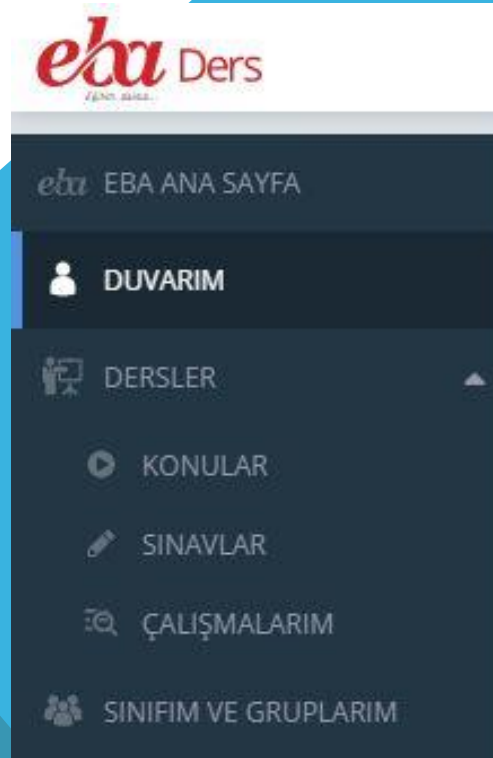 eba Ders
eba EBA ANA SAYFA
DUVARIM
DERSLER
KONULAR
SINAVLAR
ÇALIŞMALARIM
SINIFIM VE GRUPLARIM